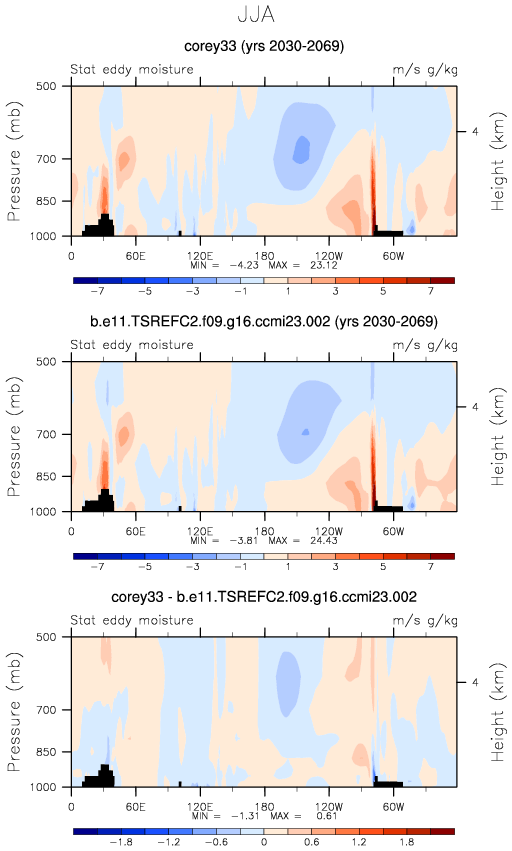 JJA
corey33 (yrs 2030-2069)
Stat eddy moisture m/s g/kg
500
700
850
1000
Pressure (mb)
4
Height (km)
0 60E 120E 180 120W 60W
MIN = -4.23 MAX = 23.12
-7 -5 -3 -2 -1 1 3 5 7
b.e11.TSREFC2.f09.g16.ccmi23.002 (yrs 2030-2069)
Stat eddy moisture m/s g/kg
500
700
850
1000
Pressure (mb)
4
Height (km)
0 60E 120E 180 120W 60W
MIN = -3.81 MAX = 24.43
-7 -5 -3 -2 -1 1 3 5 7
corey33 - b.e11.TSREFC2.f09.g16.ccmi23.002
Stat eddy moisture m/s g/kg
500
700
850
1000
Pressure (mb)
4
Height (km)
0 60E 120E 180 120W 60W
MIN = -1.31 MAX = 0.61
-1.8 -1.2 -0.6 0 0.6 1.2 1.8